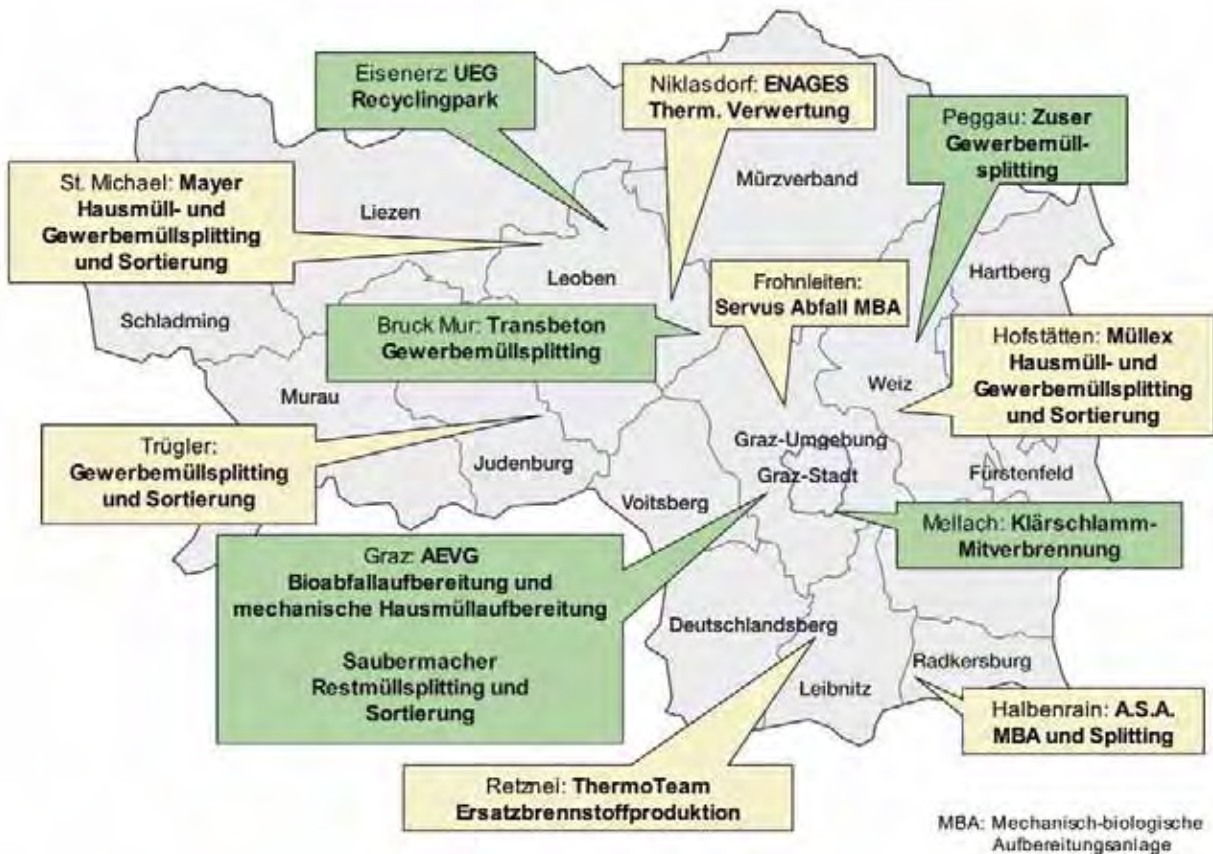 Eisenerz: UEG
Recyclingpark
Niklasdorf: ENAGES
Therm. Verwertung
Peggau: Zuser
Gewerbemüll-
splitting
St. Michael: Mayer
Hausmüll- und
Gewerbemüllsplitting
und Sortierung
Liezen
Mürzverband
Leoben
Hartberg
Schladming
Frohnleiten:
Servus Abfall MBA
Bruck Mur: Transbeton
Gewerbemüllsplitting
Hofstätten: Müllex
Hausmüll- und
Gewerbemüllsplitting
und Sortierung
Murau
Weiz
Trügler:
Gewerbemüllsplitting
und Sortierung
Judenburg
Graz-Umgebung
Graz-Stadt
Fürstenfeld
Voitsberg
Mellach: Klärschlamm-
Mitverbrennung
Graz: AEVG
Bioabfallaufbereitung und
mechanische Hausmüllaufbereitung
Saubermacher
Restmüllsplitting und
Sortierung
Deutschlandsberg
Leibnitz
Radkersburg
Halbenrain: A.S.A.
MBA und Splitting
Retznei: ThermoTeam
Ersatzbrennstoffproduktion
MBA: Mechanisch-biologische
Aufbereitungsanlage